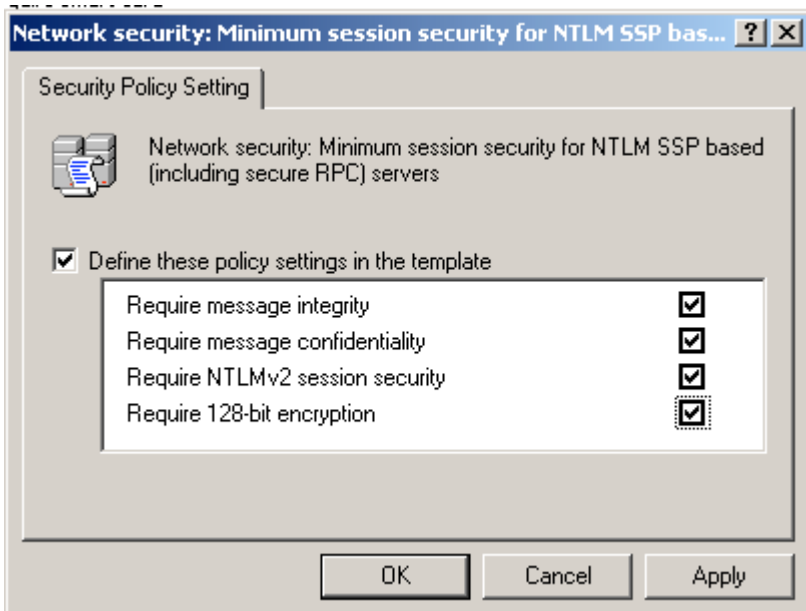 Network security: Minimum session security for NTLM SSP bas... ? X
Security Policy Setting
Network security: Minimum session security for NTLM SSP based
(including secure RPC) servers
Define these policy settings in the template
Require message integrity
Require message confidentiality
Require NTLMv2 session security
Require 128-bit encryption
OK Cancel Apply